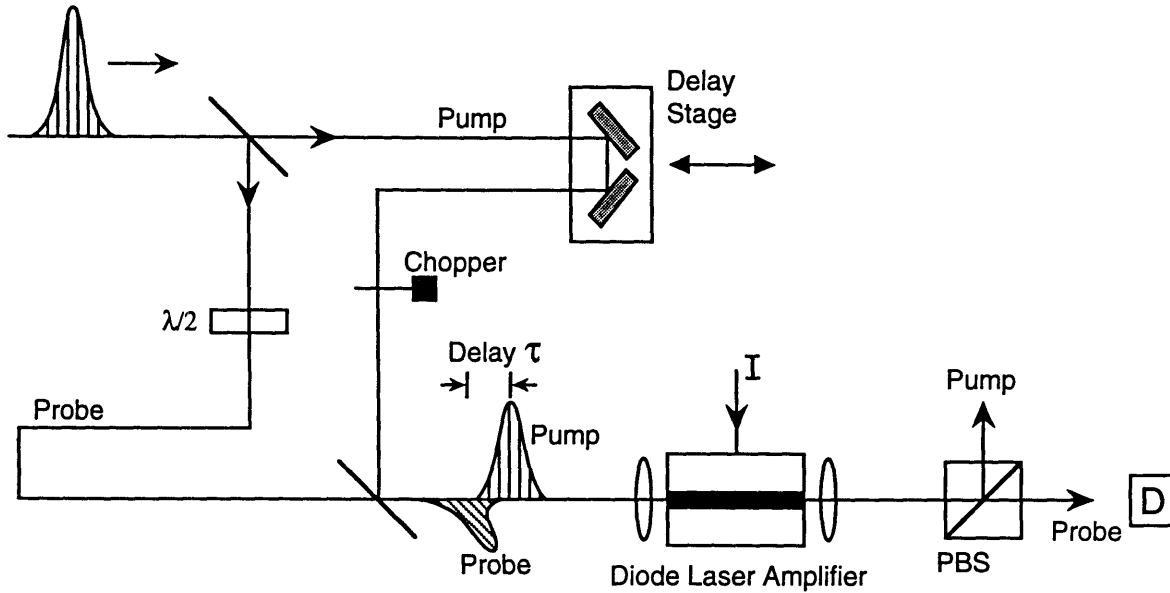 Delay
Stage
Pump
Chopper
λ/2
Delay τ
I
Probe
Pump
Pump
Probe
Diode Laser Amplifier
PBS
Probe
D